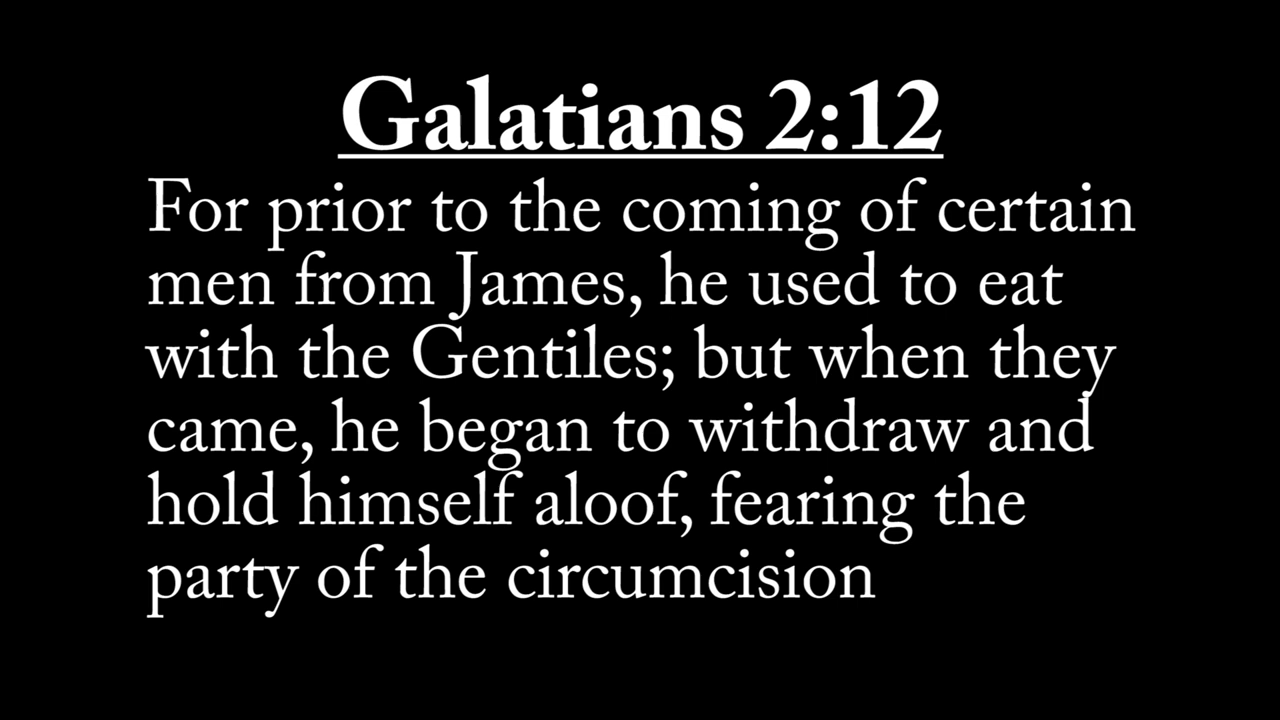 Galatians 2:12
For prior to the coming of certain
men from James, he used to eat
with the Gentiles; but when they
came, he began to withdraw and
hold himself aloof, fearing the
party of the circumcision